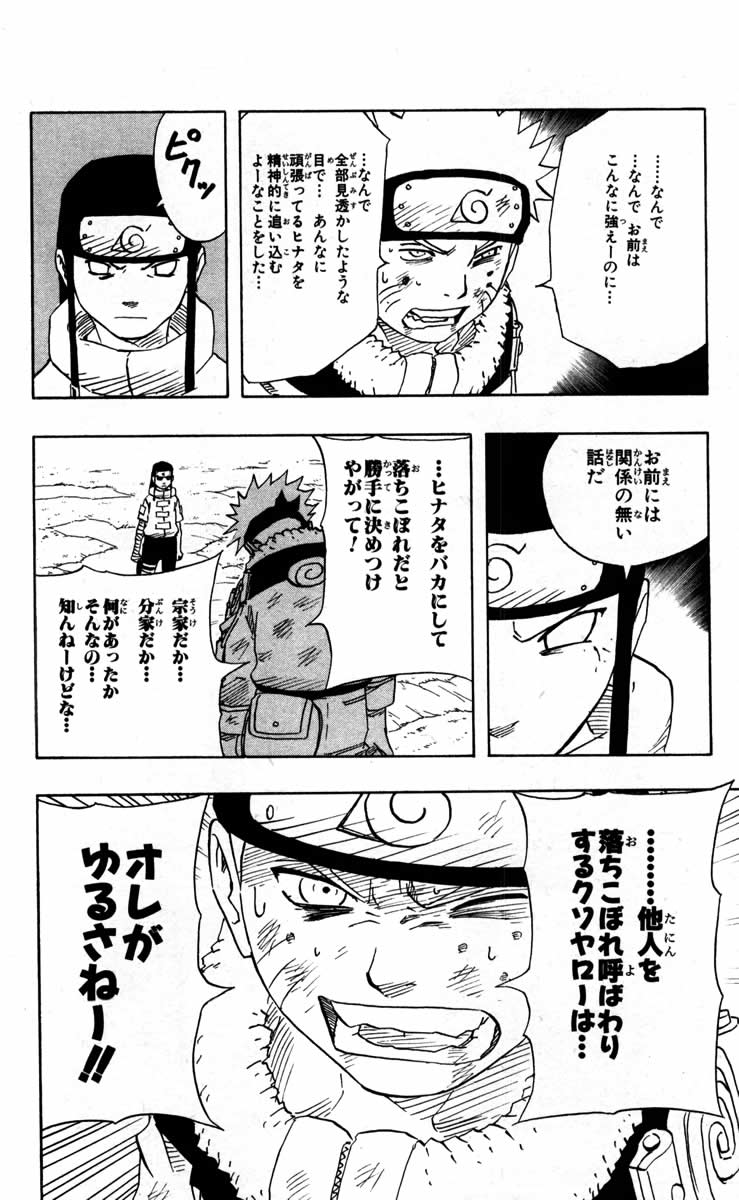 ……なんで
…なんでお前は
こんなに強えーのに…
…なんで
全部見透かしたような
目で…あんなに
頑張ってるヒナタを
精神的に追い込む
よーなことをした…
ピクッ
お前には
関係の無い
話だ
…ヒナタをバカにして
落ちこぼれだと
勝手に決めつけ
やがって！
宗家だか…
分家だか…
何があったか
そんなの…
知んねーけどな…
………他人を
落ちこぼれ呼ばわり
するクソヤローは…
オレが
ゆるさねー!!